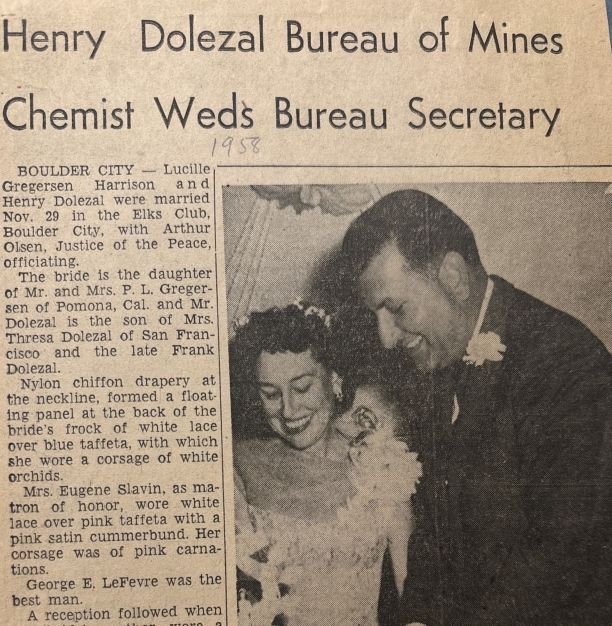 Henry Dolezal Bureau of Mines
Chemist Weds Bureau Secretary
1958
BOULDER CITY — Lucille
Gregersen Harrison and
Henry Dolezal were married
Nov. 29 in the Elks Club,
Boulder City, with Arthur
Olsen, Justice of the Peace,
officiating.
The bride is the daughter
of Mr. and Mrs. P. L. Greger-
sen of Pomona, Cal. and Mr.
Dolezal is the son of Mrs.
Thresa Dolezal of San Fran-
cisco and the late Frank
Dolezal.
Nylon chiffon drapery at
the neckline, formed a float-
ing panel at the back of the
bride's frock of white lace
over blue taffeta, with which
she wore a corsage of white
orchids.
Mrs. Eugene Slavin, as ma-
tron of honor, wore white
lace over pink taffeta with a
pink satin cummerbund. Her
corsage was of pink carna-
tions.
George E. LeFevre was the
best man.
A reception followed when